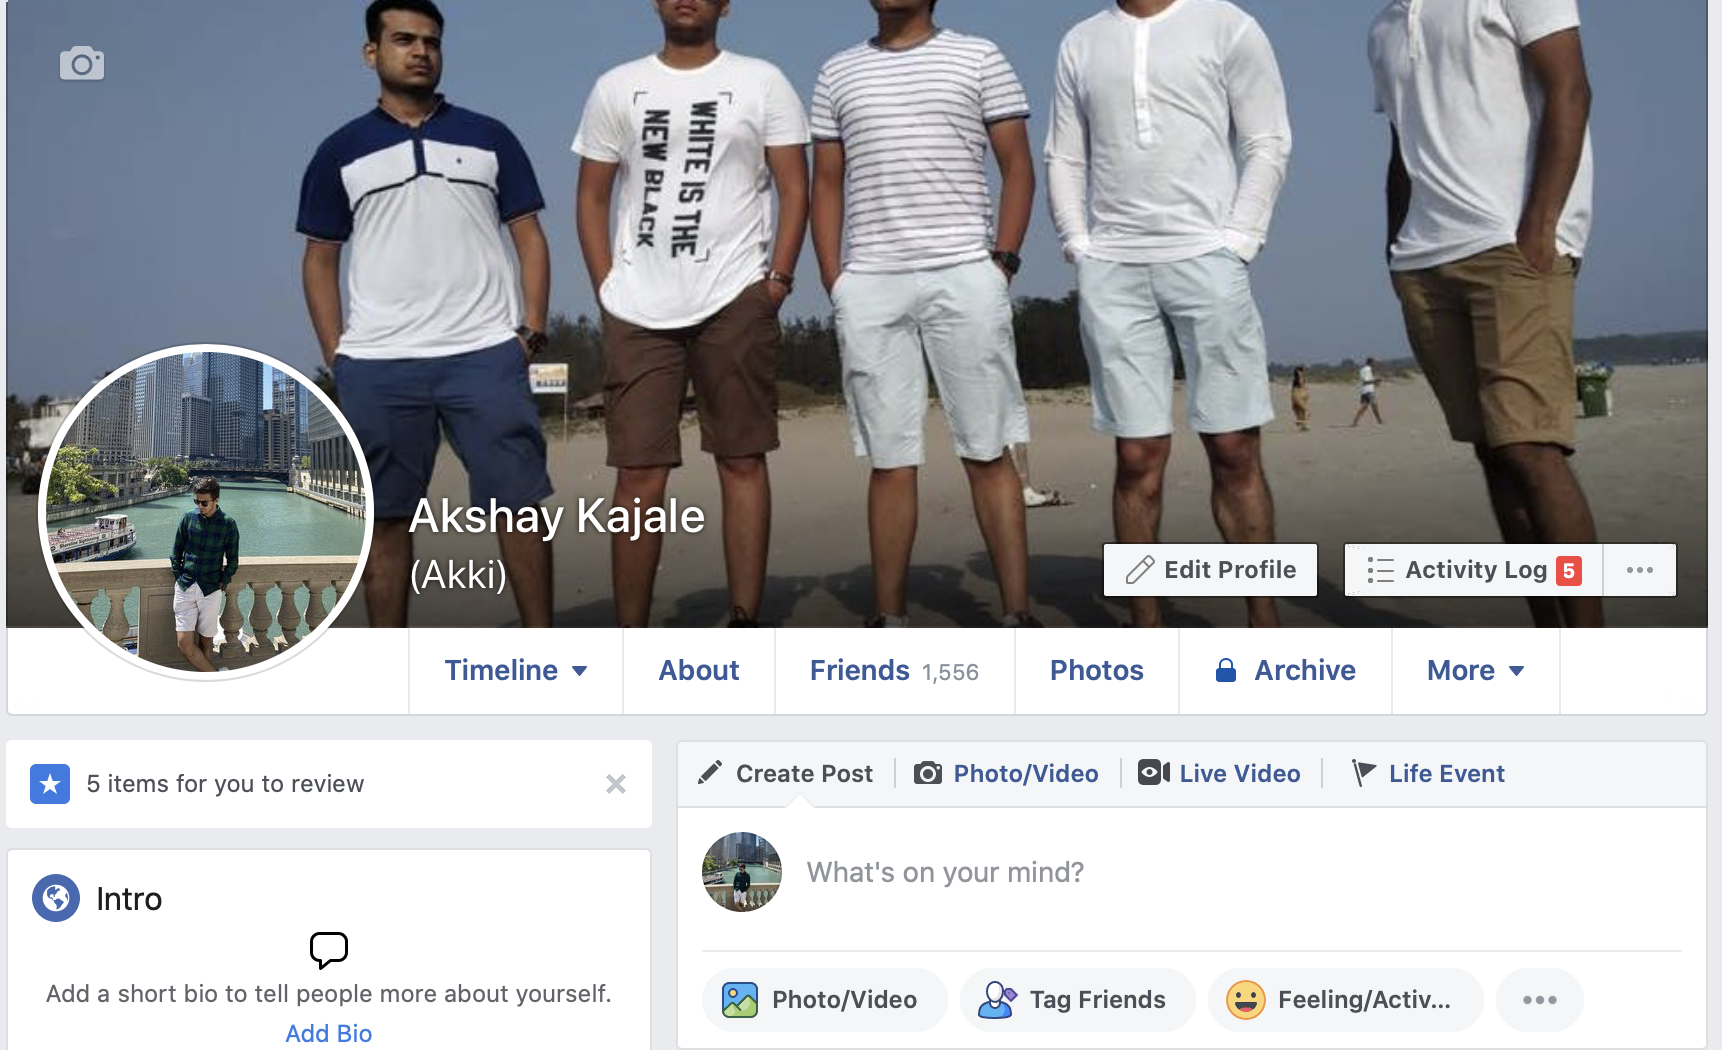 WHITE IS THE
NEW BLACK
Akshay Kajale
(Akki)
Edit Profile
Activity Log 5
Timeline
About
Friends 1,556
Photos
Archive
More
5 items for you to review
Create Post
Photo/Video
Live Video
Life Event
Intro
Add a short bio to tell people more about yourself.
Add Bio
What's on your mind?
Photo/Video
Tag Friends
Feeling/Activ...